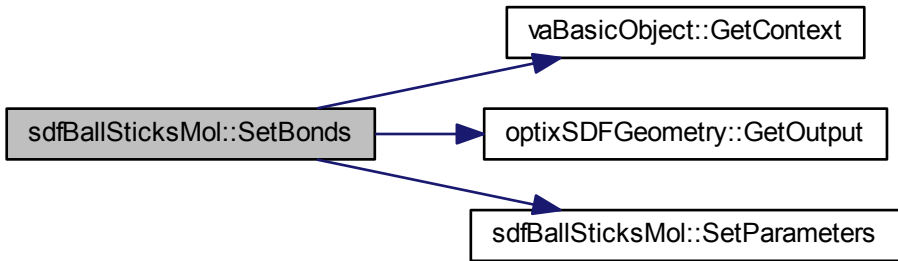 vaBasicObject::GetContext
sdfBallSticksMol::SetBonds
optixSDFGeometry::GetOutput
sdfBallSticksMol::SetParameters